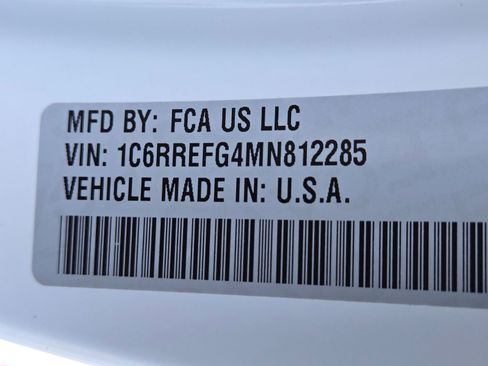 MFD BY: FCA US LLC
VIN: 1C6RREFG4MN812285
VEHICLE MADE IN: U.S.A.